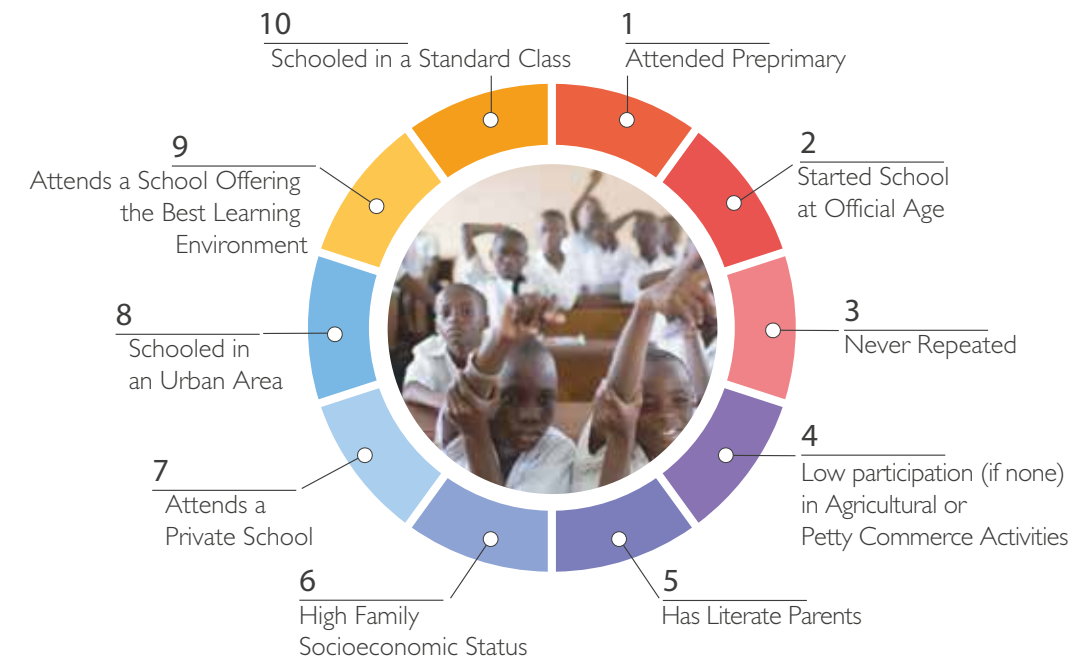 1
Attended Preprimary
2
Started School
at Official Age
3
Never Repeated
4
Low participation (if none)
in Agricultural or
Petty Commerce Activities
5
Has Literate Parents
6
High Family
Socioeconomic Status
7
Attends a
Private School
8
Schooled in
an Urban Area
9
Attends a School Offering
the Best Learning
Environment
10
Schooled in a Standard Class